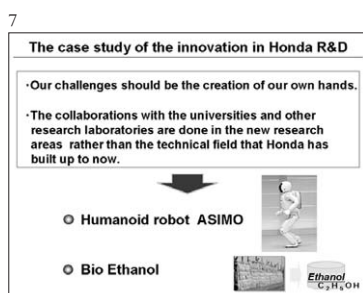 7
The case study of the innovation in Honda R&D
・Our challenges should be the creation of our own hands.
・The collaborations with the universities and other
research laboratories are done in the new research
areas rather than the technical field that Honda has
built up to now.
Humanoid robot ASIMO
Bio Ethanol
Ethanol
C₂H₅OH